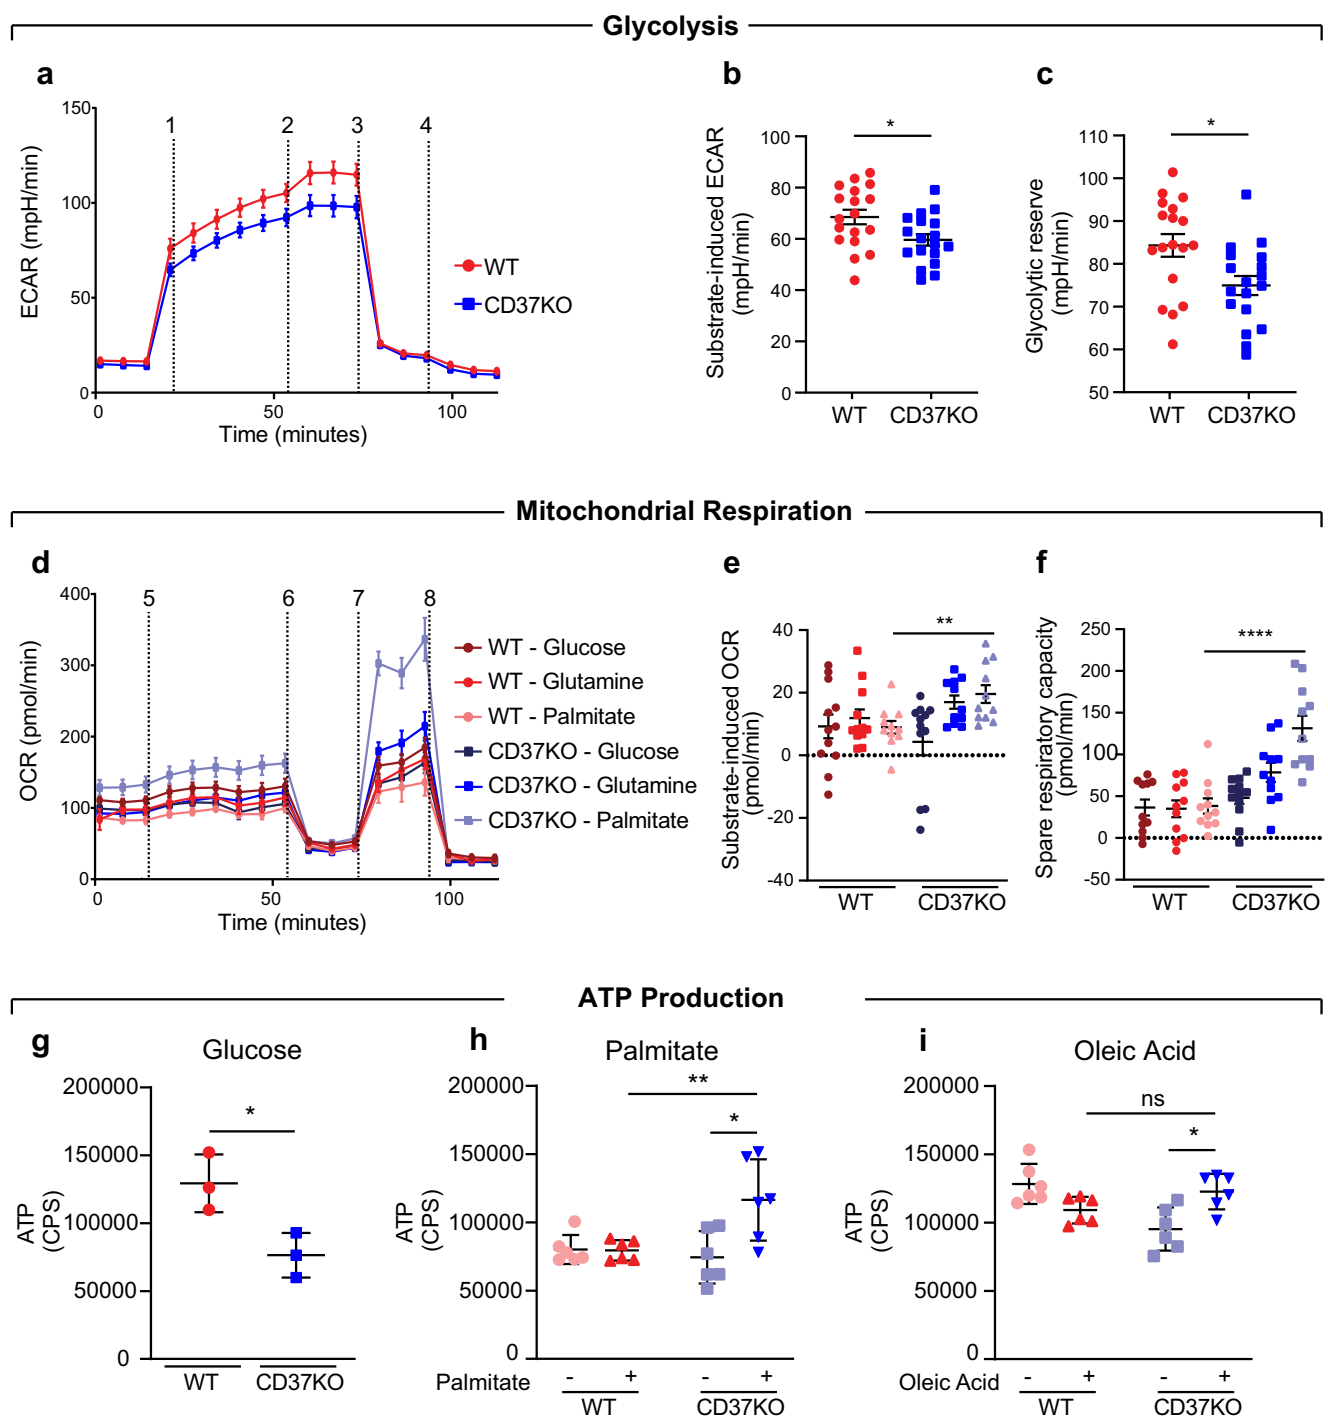 Glycolysis
a
150
100
50
0
ECAR (mpH/min)
1
2
3
4
WT
CD37KO
0
50
100
Time (minutes)
b
Substrate-induced ECAR
(mpH/min)
100
80
60
40
20
0
*
WT
CD37KO
c
Glycolytic reserve
(mpH/min)
110
100
90
80
70
60
50
*
WT
CD37KO
Mitochondrial Respiration
d
OCR (pmol/min)
400
300
200
100
0
5
6
7
8
WT - Glucose
WT - Glutamine
WT - Palmitate
CD37KO - Glucose
CD37KO - Glutamine
CD37KO - Palmitate
0
50
100
Time (minutes)
e
Substrate-induced OCR
(pmol/min)
40
20
0
-20
-40
**
WT
CD37KO
f
Spare respiratory capacity
(pmol/min)
250
200
150
100
50
0
-50
****
WT
CD37KO
ATP Production
g
Glucose
ATP
(CPS)
200000
150000
100000
50000
0
*
WT
CD37KO
h
Palmitate
ATP
(CPS)
200000
150000
100000
50000
0
**
*
Palmitate - + - +
WT
CD37KO
i
Oleic Acid
ATP
(CPS)
200000
150000
100000
50000
0
ns
*
Oleic Acid - + - +
WT
CD37KO